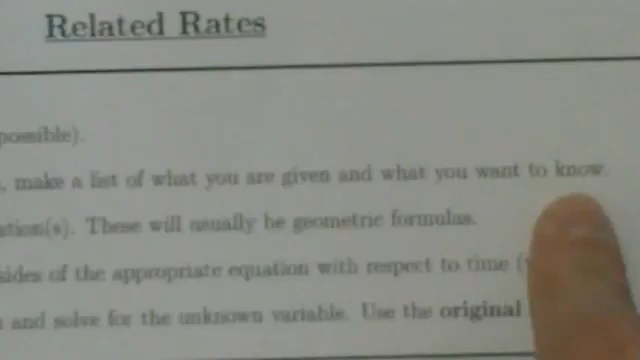 Related Rates
possible).
, make a list of what you are given and what you want to know
ation(s). These will usually be geometric formulas.
sides of the appropriate equation with respect to time (
and solve for the unknown variable. Use the original